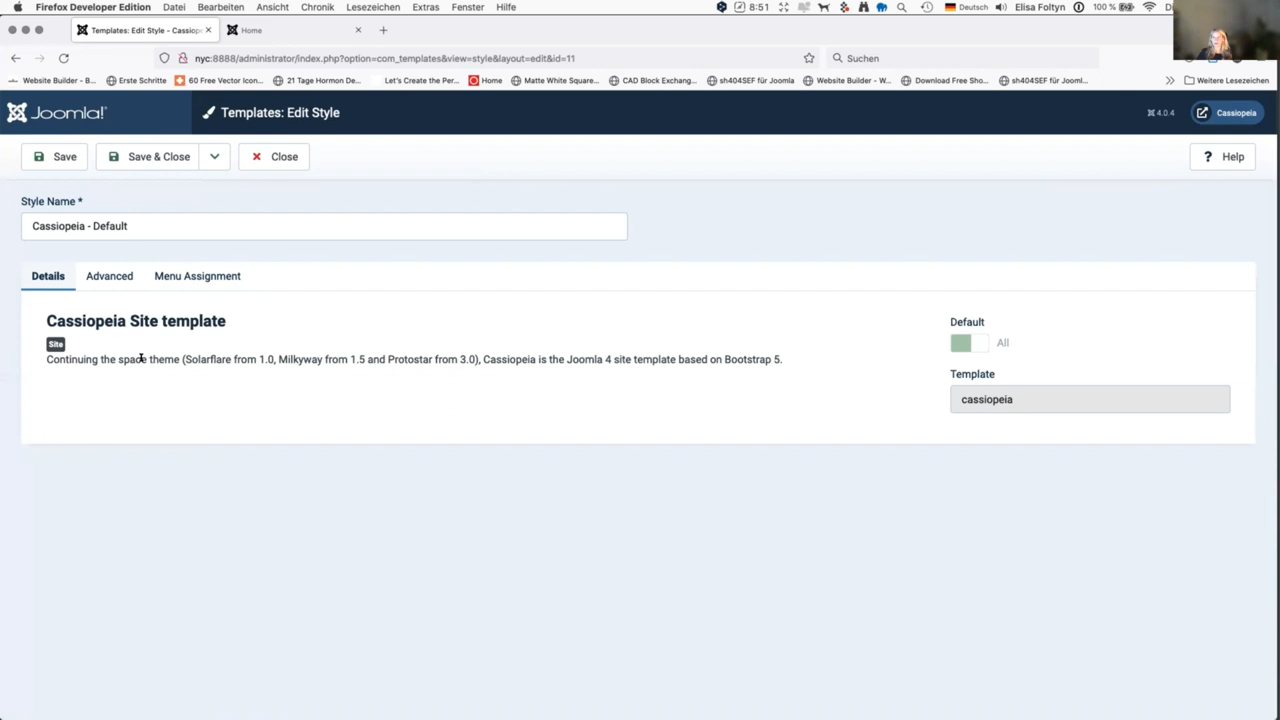 Firefox Developer Edition Datei Bearbeiten Ansicht Chronik Lesezeichen Extras Fenster Hilfe 8:51 Deutsch Elisa Foltyn 100 %
Templates: Edit Style - Cassiop Home
nyc:8888/administrator/index.php?option=com_templates&view=style&layout=edit&id=11 Suchen
Website Builder - B... Erste Schritte 60 Free Vector Icon... 21 Tage Hormon De... Let's Create the Per... Home Matte White Square... CAD Block Exchang... sh404SEF für Joomla Website Builder - W... Download Free Sho... sh404SEF für Jooml... Weitere Lesezeichen
Joomla! Templates: Edit Style 4.0.4 Cassiopeia
Save Save & Close Close ? Help
Style Name *
Cassiopeia - Default
Details Advanced Menu Assignment
Cassiopeia Site template
Site
Continuing the space theme (Solarflare from 1.0, Milkyway from 1.5 and Protostar from 3.0), Cassiopeia is the Joomla 4 site template based on Bootstrap 5.
Default
All
Template
cassiopeia